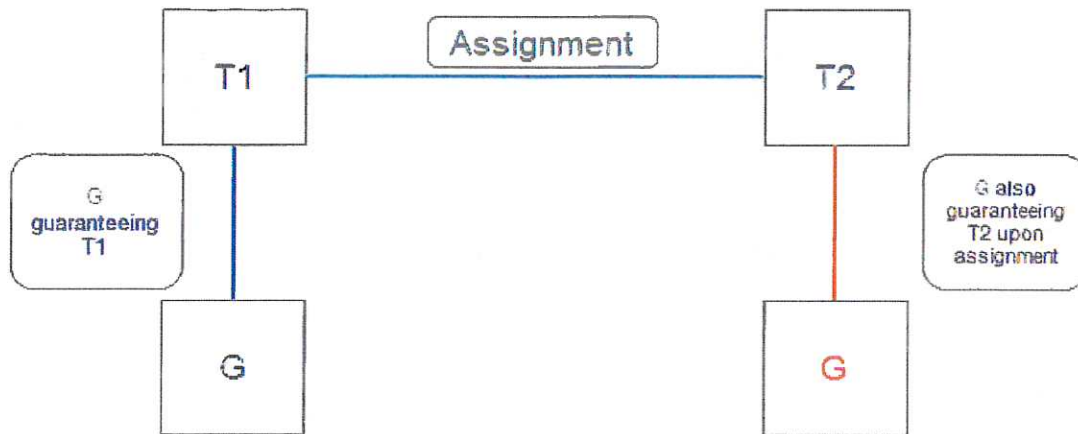 Assignment
T1
T2
G
guaranteeing
T1
G also
guaranteeing
T2 upon
assignment
G
G